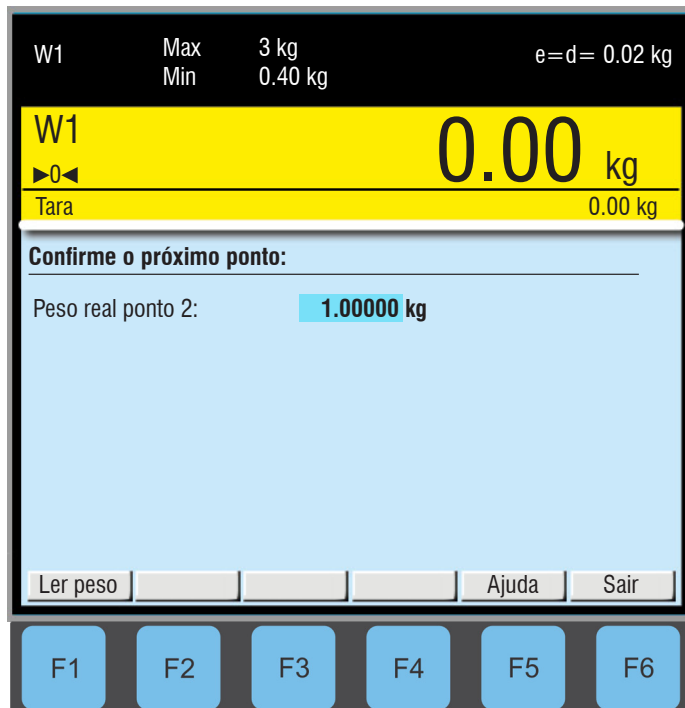 W1 Max 3 kg e=d= 0.02 kg
Min 0.40 kg
W1 0.00 kg
►0◄
Tara 0.00 kg
Confirme o próximo ponto:
Peso real ponto 2: 1.00000 kg
Ler peso Ajuda Sair
F1 F2 F3 F4 F5 F6